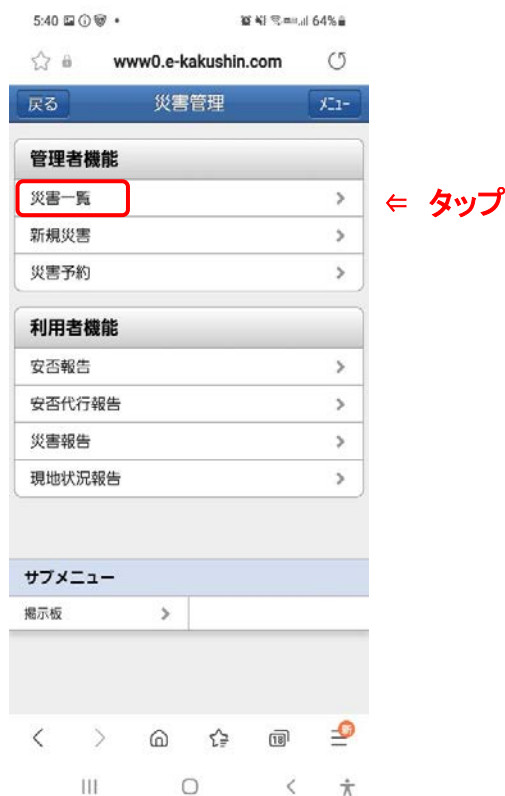 5:40 64%
www0.e-kakushin.com
戻る 災害管理 メニュー
管理者機能
災害一覧 ⇐ タップ
新規災害
災害予約
利用者機能
安否報告
安否代行報告
災害報告
現地状況報告
サブメニュー
掲示板
18 新